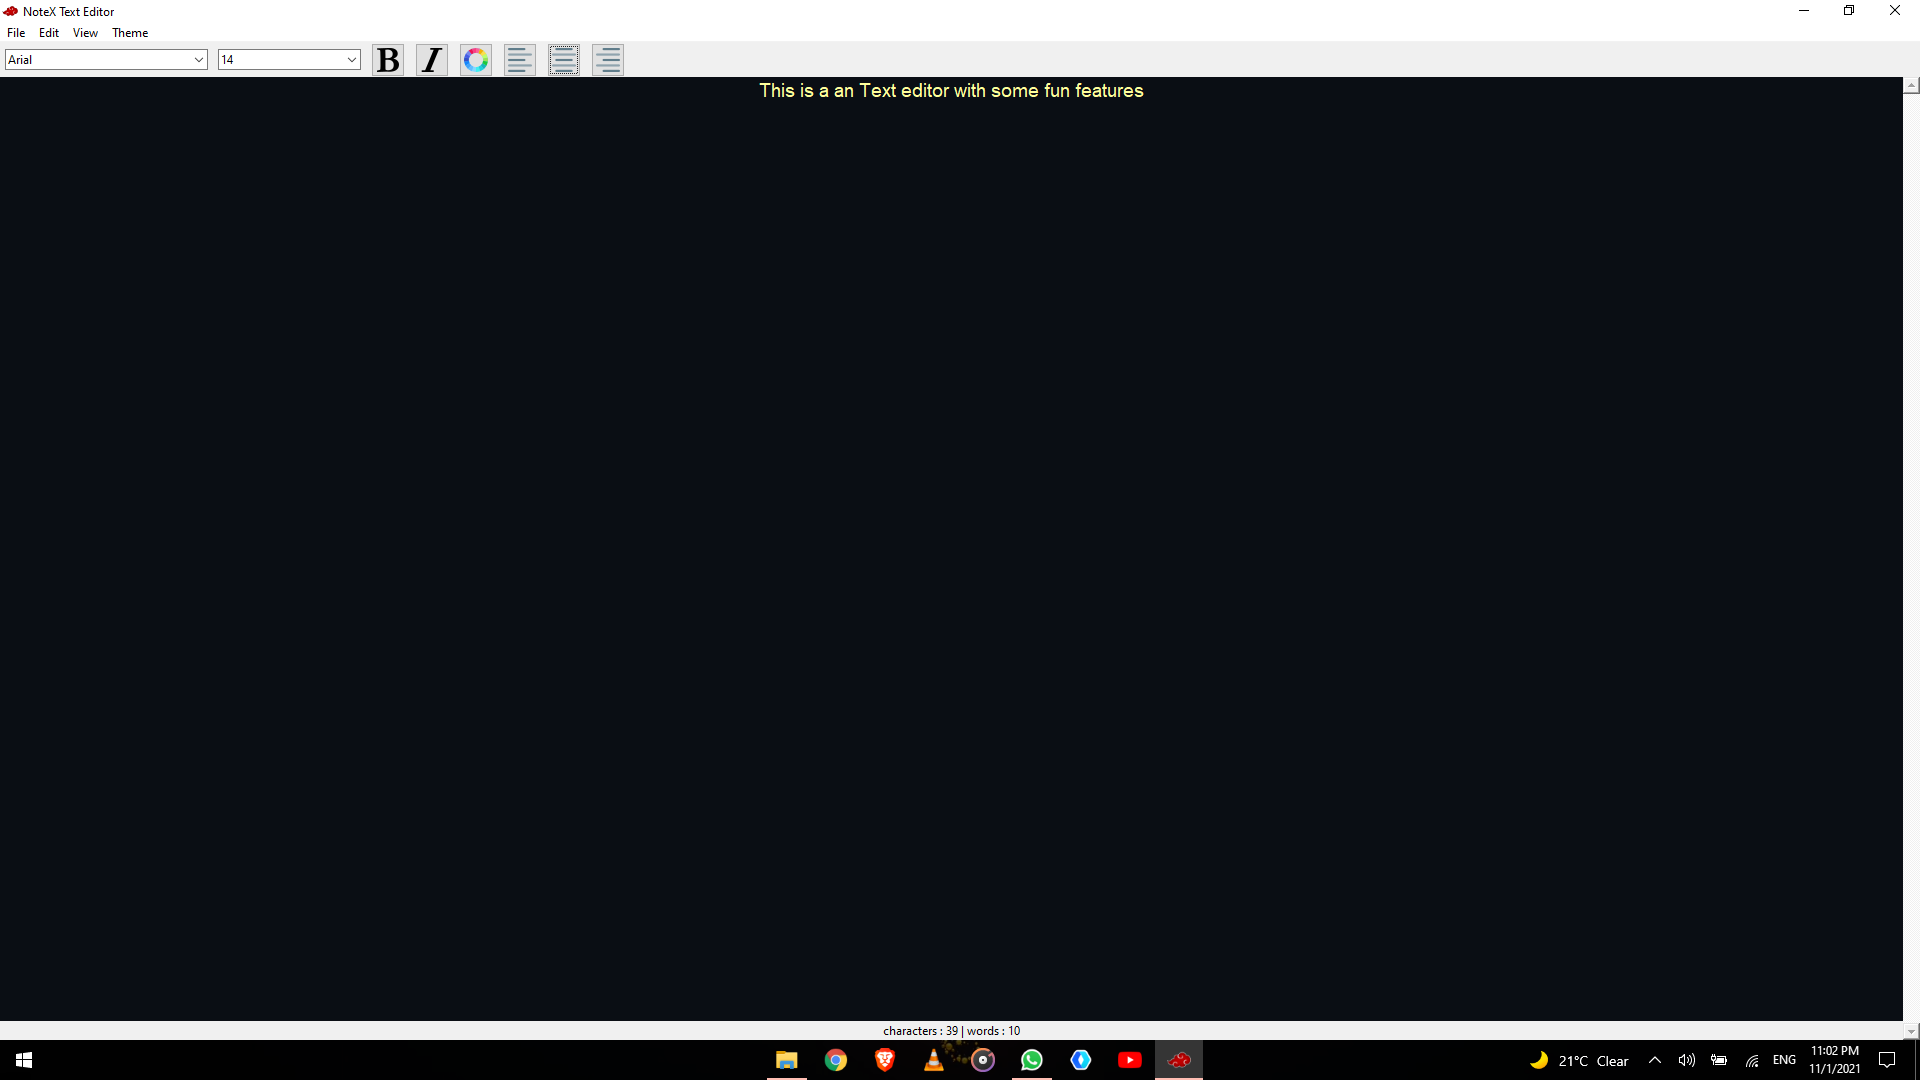 NoteX Text Editor
File Edit View Theme
Arial 14 B I
This is a an Text editor with some fun features
characters : 39 | words : 10
21°C Clear ENG 11:02 PM
11/1/2021